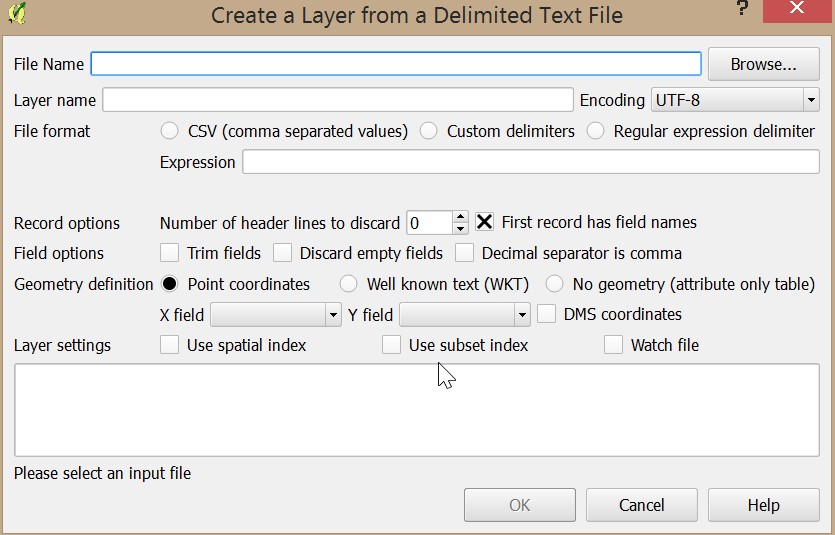 Create a Layer from a Delimited Text File
?
File Name Browse...
Layer name Encoding UTF-8
File format CSV (comma separated values) Custom delimiters Regular expression delimiter
Expression
Record options Number of header lines to discard 0 First record has field names
Field options Trim fields Discard empty fields Decimal separator is comma
Geometry definition Point coordinates Well known text (WKT) No geometry (attribute only table)
X field Y field DMS coordinates
Layer settings Use spatial index Use subset index Watch file
Please select an input file
OK Cancel Help